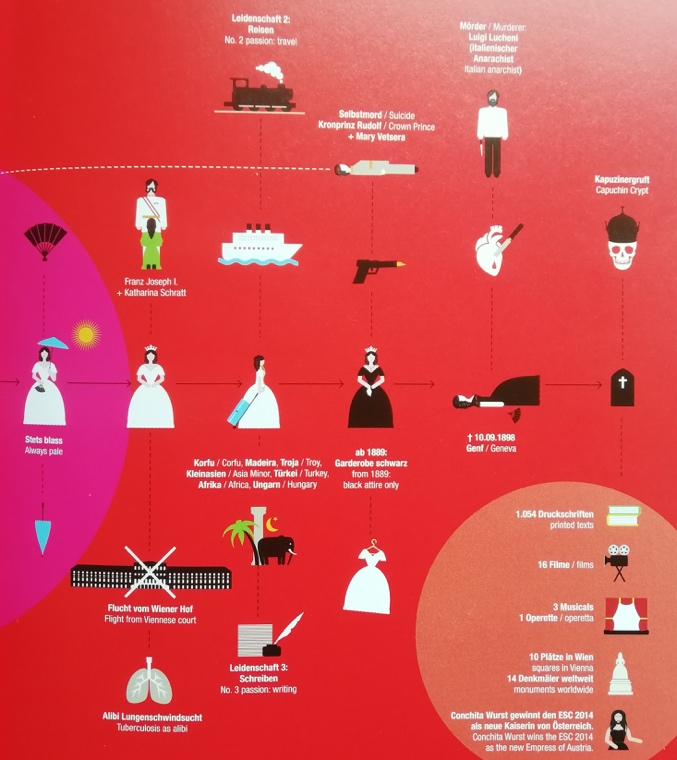 Leidenschaft 2:
Reisen
No. 2 passion: travel
Mörder / Murderer:
Luigi Lucheni
(italienischer
Anarachist
Italian anarchist)
Selbstmord / Suicide
Kronprinz Rudolf / Crown Prince
+ Mary Vetsera
Kapuzinergruft
Capuchin Crypt
Franz Joseph I.
+ Katharina Schratt
Stets blass
Always pale
Korfu / Corfu, Madeira, Troja / Troy,
Kleinasien / Asia Minor, Türkei / Turkey,
Afrika / Africa, Ungarn / Hungary
ab 1889:
Garderobe schwarz
from 1889:
black attire only
† 10.09.1898
Genf / Geneva
Flucht vom Wiener Hof
Flight from Viennese court
Leidenschaft 3:
Schreiben
No. 3 passion: writing
Alibi Lungenschwindsucht
Tuberculosis as alibi
1.054 Druckschriften
printed texts
16 Filme / films
3 Musicals
1 Operette / operetta
10 Plätze in Wien
squares in Vienna
14 Denkmäler weltweit
monuments worldwide
Conchita Wurst gewinnt den ESC 2014
als neue Kaiserin von Österreich.
Conchita Wurst wins the ESC 2014
as the new Empress of Austria.